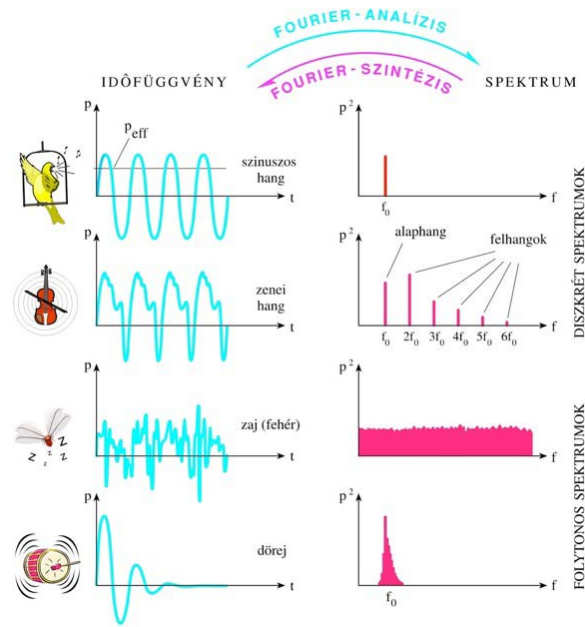 FOURIER-ANALÍZIS
FOURIER-SZINTÉZIS
IDŐFÜGGVÉNY
SPEKTRUM
p
p eff
szinuszos
hang
t
p²
f₀
f
p
zenei
hang
t
p²
alaphang
felhangok
f₀ 2f₀ 3f₀ 4f₀ 5f₀ 6f₀
f
DISZKRÉT SPEKTRUMOK
p
zaj (fehér)
t
z z z z z
p²
f
p
dörej
t
p²
f₀
f
FOLYTONOS SPEKTRUMOK